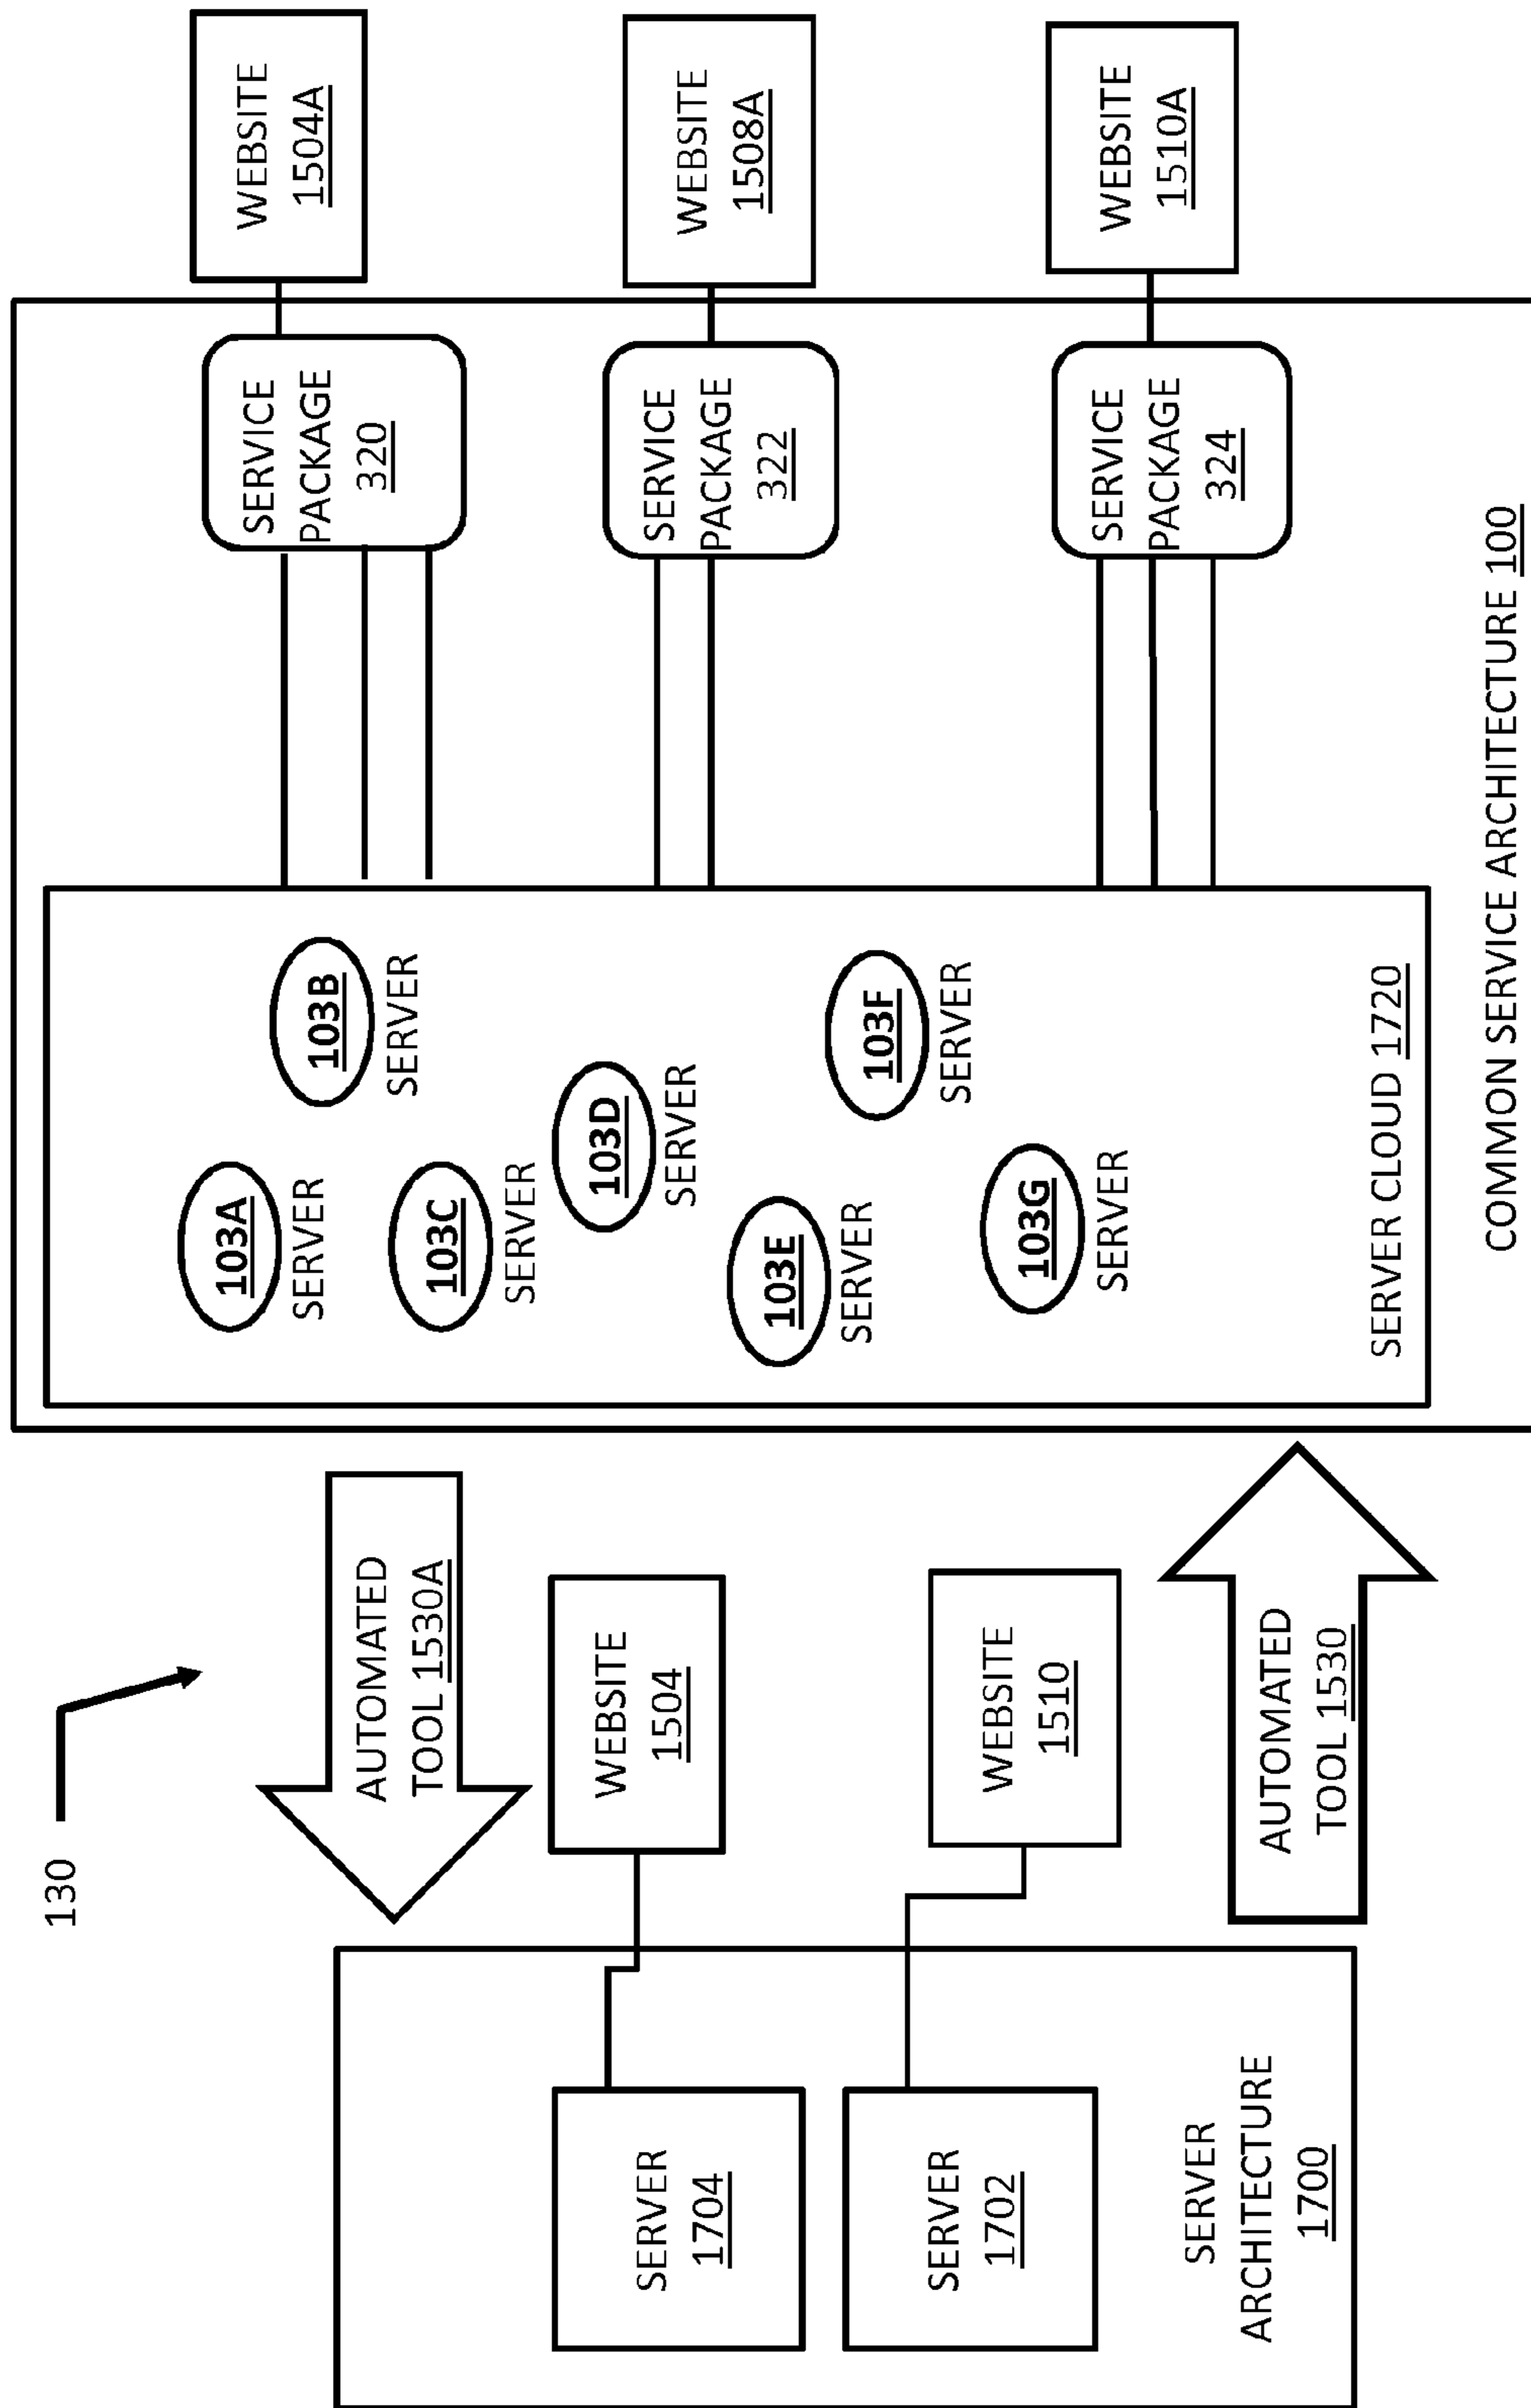 130
SERVER
1704
SERVER
1702
SERVER
ARCHITECTURE
1700
AUTOMATED
TOOL 1530A
WEBSITE
1504
WEBSITE
1510
AUTOMATED
TOOL 1530
103A
SERVER
103B
SERVER
103C
SERVER
103D
SERVER
103E
SERVER
103F
SERVER
103G
SERVER
SERVER CLOUD 1720
SERVICE
PACKAGE
320
SERVICE
PACKAGE
322
SERVICE
PACKAGE
324
COMMON SERVICE ARCHITECTURE 100
WEBSITE
1504A
WEBSITE
1508A
WEBSITE
1510A